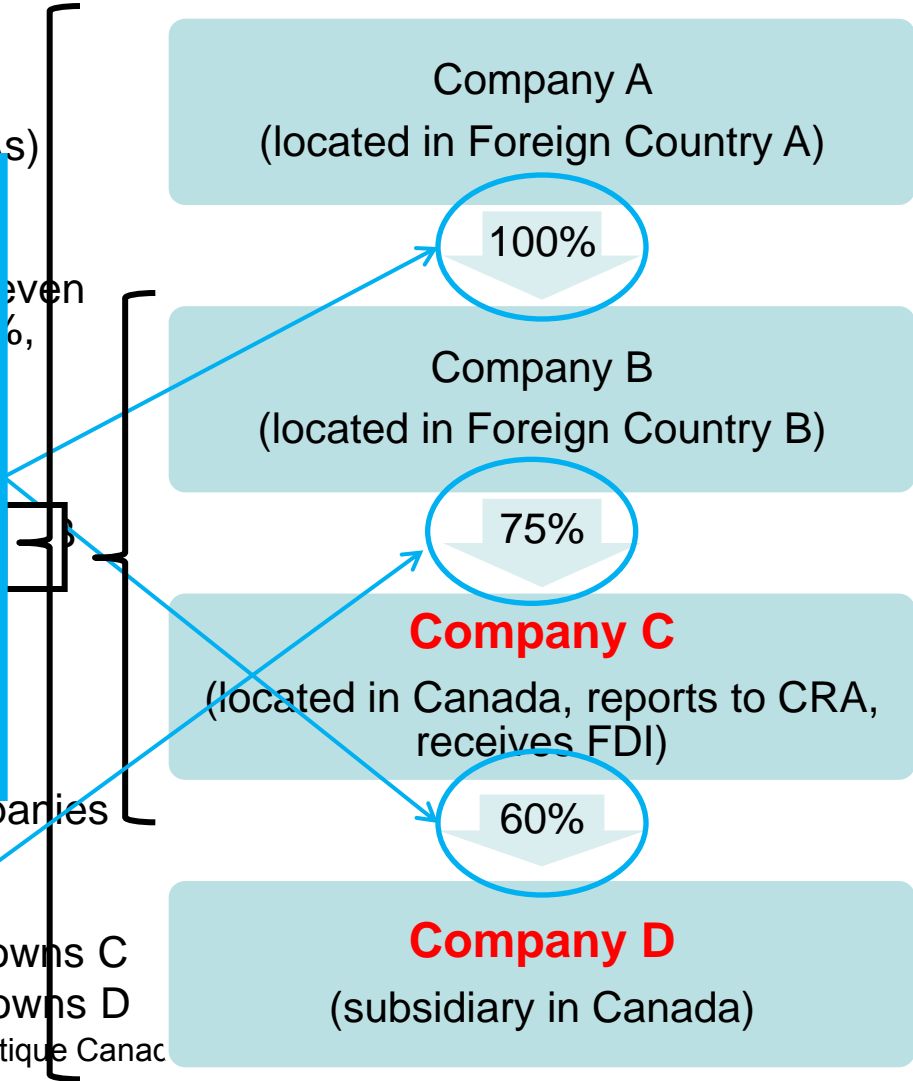 Company A
(located in Foreign Country A)
s)
100%
even
%,
Company B
(located in Foreign Country B)
75%
s
Company C
(located in Canada, reports to CRA,
receives FDI)
panies
60%
owns C
owns D
Company D
(subsidiary in Canada)
tique Canad